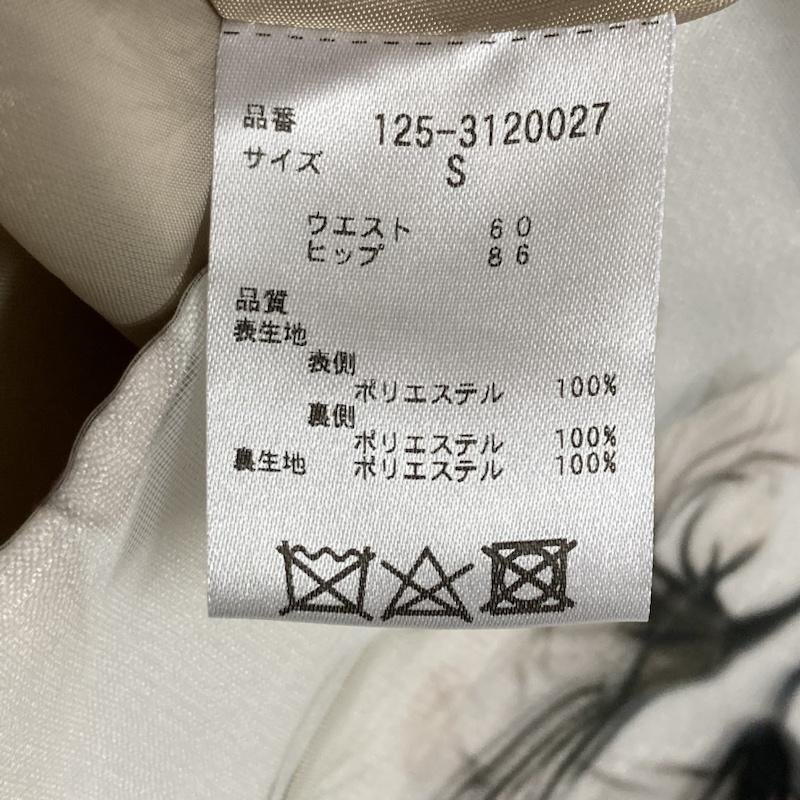 品番 125-3120027
サイズ S
ウエスト 60
ヒップ 86
品質
表生地
表側
ポリエステル 100%
裏側
ポリエステル 100%
裏生地 ポリエステル 100%